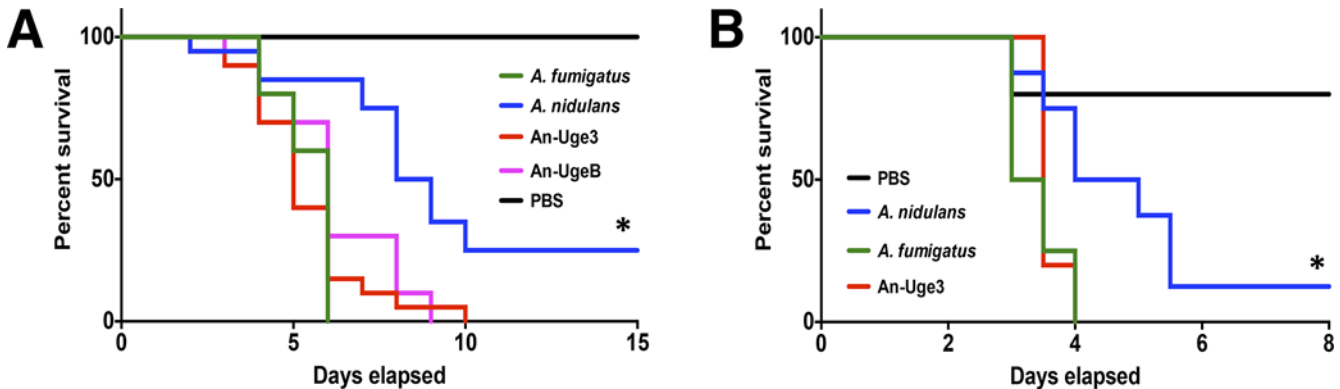 A
Percent survival
100
50
0
A. fumigatus
A. nidulans
An-Uge3
An-UgeB
PBS
*
0 5 10 15
Days elapsed
B
Percent survival
100
50
0
PBS
A. nidulans
A. fumigatus
An-Uge3
*
0 2 4 6 8
Days elapsed